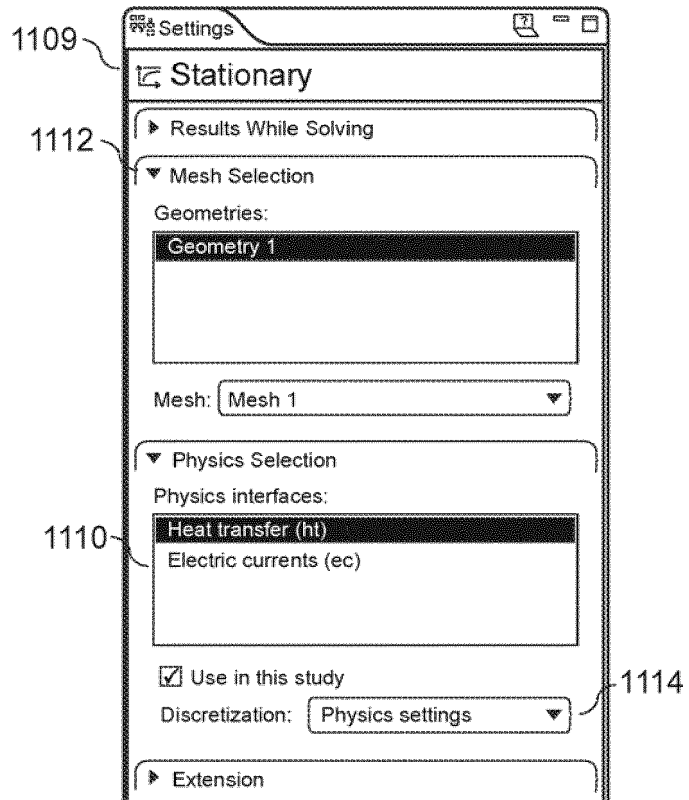 Settings
1109
Stationary
Results While Solving
1112
Mesh Selection
Geometries:
Geometry 1
Mesh: Mesh 1
Physics Selection
Physics interfaces:
Heat transfer (ht)
1110
Electric currents (ec)
Use in this study
1114
Discretization: Physics settings
Extension